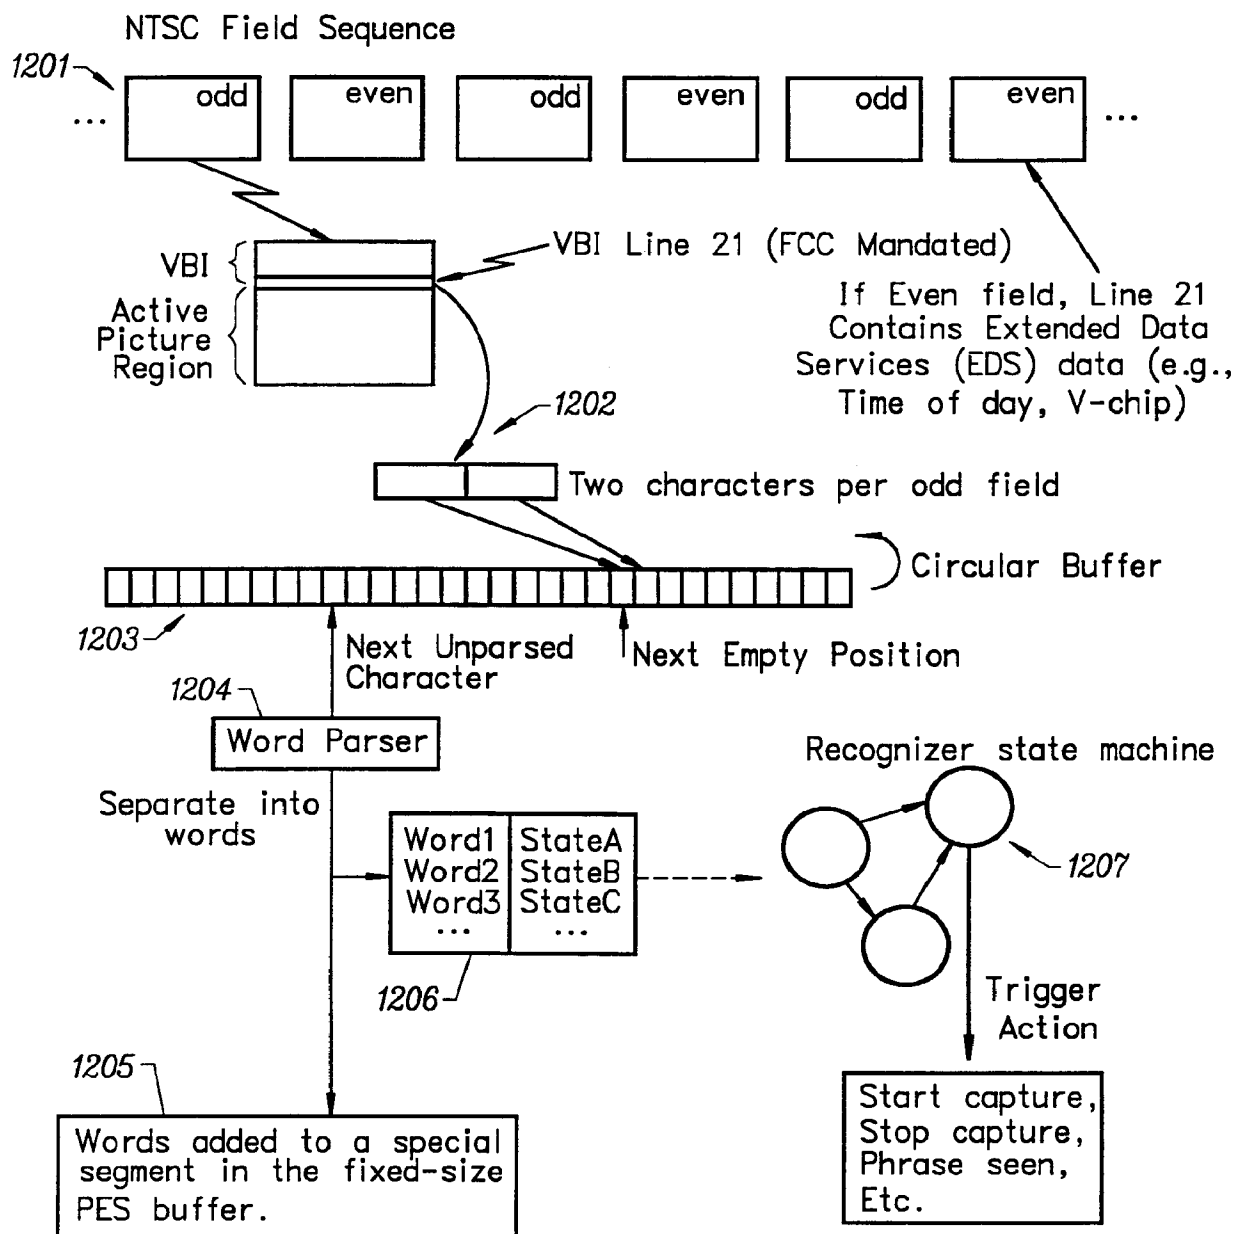 NTSC Field Sequence
1201
... odd even odd even odd even ...
VBI
VBI Line 21 (FCC Mandated)
Active
Picture
Region
If Even field, Line 21
Contains Extended Data
Services (EDS) data (e.g.,
Time of day, V-chip)
1202
Two characters per odd field
Circular Buffer
1203
Next Unparsed
Character
Next Empty Position
1204
Word Parser
Separate into
words
Recognizer state machine
Word1 StateA
Word2 StateB
Word3 StateC
... ...
1206
1207
Trigger
Action
1205
Words added to a special
segment in the fixed-size
PES buffer.
Start capture,
Stop capture,
Phrase seen,
Etc.